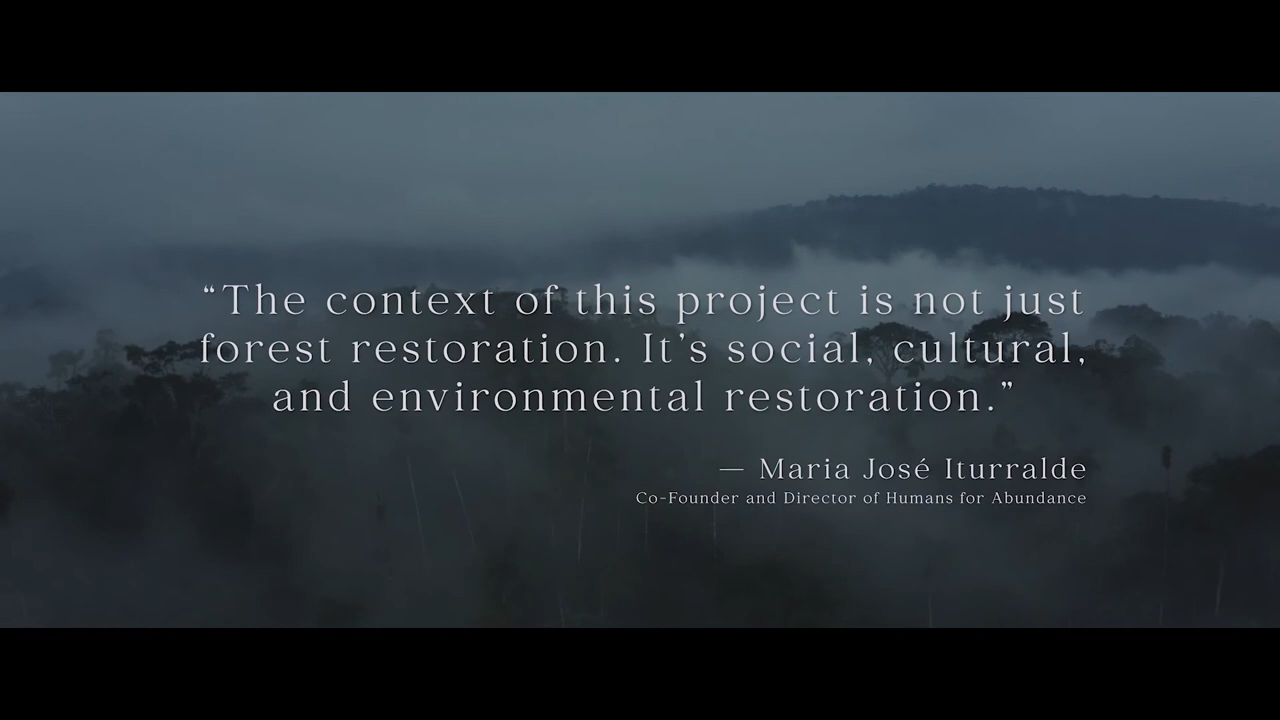 “The context of this project is not just
forest restoration. It’s social, cultural,
and environmental restoration.”
— Maria José Iturralde
Co-Founder and Director of Humans for Abundance